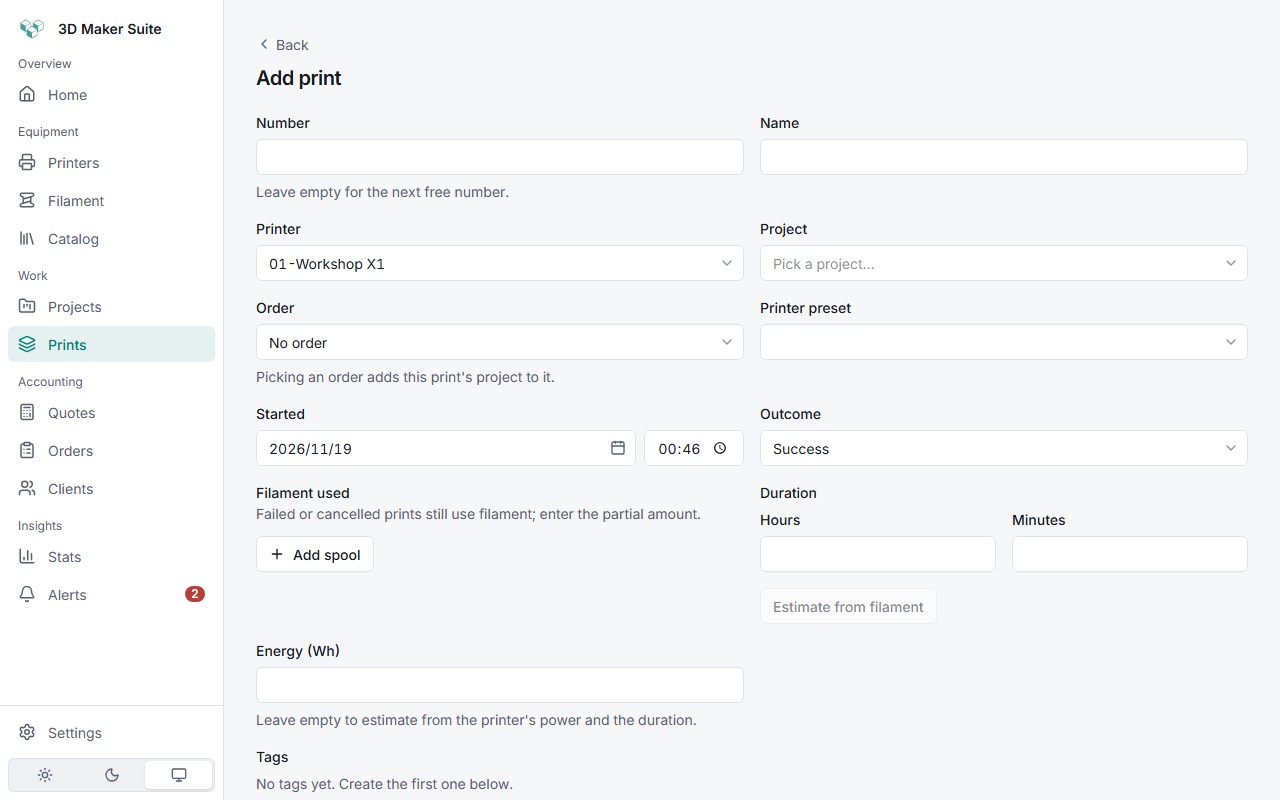 3D Maker Suite
Overview
Home
Equipment
Printers
Filament
Catalog
Work
Projects
Prints
Accounting
Quotes
Orders
Clients
Insights
Stats
Alerts
2
Settings
Back
Add print
Number
Name
Leave empty for the next free number.
Printer
Project
01-Workshop X1
Pick a project...
Order
Printer preset
No order
Picking an order adds this print's project to it.
Started
Outcome
2026/11/19
00:46
Success
Filament used
Duration
Failed or cancelled prints still use filament; enter the partial amount.
Hours
Minutes
Add spool
Estimate from filament
Energy (Wh)
Leave empty to estimate from the printer's power and the duration.
Tags
No tags yet. Create the first one below.